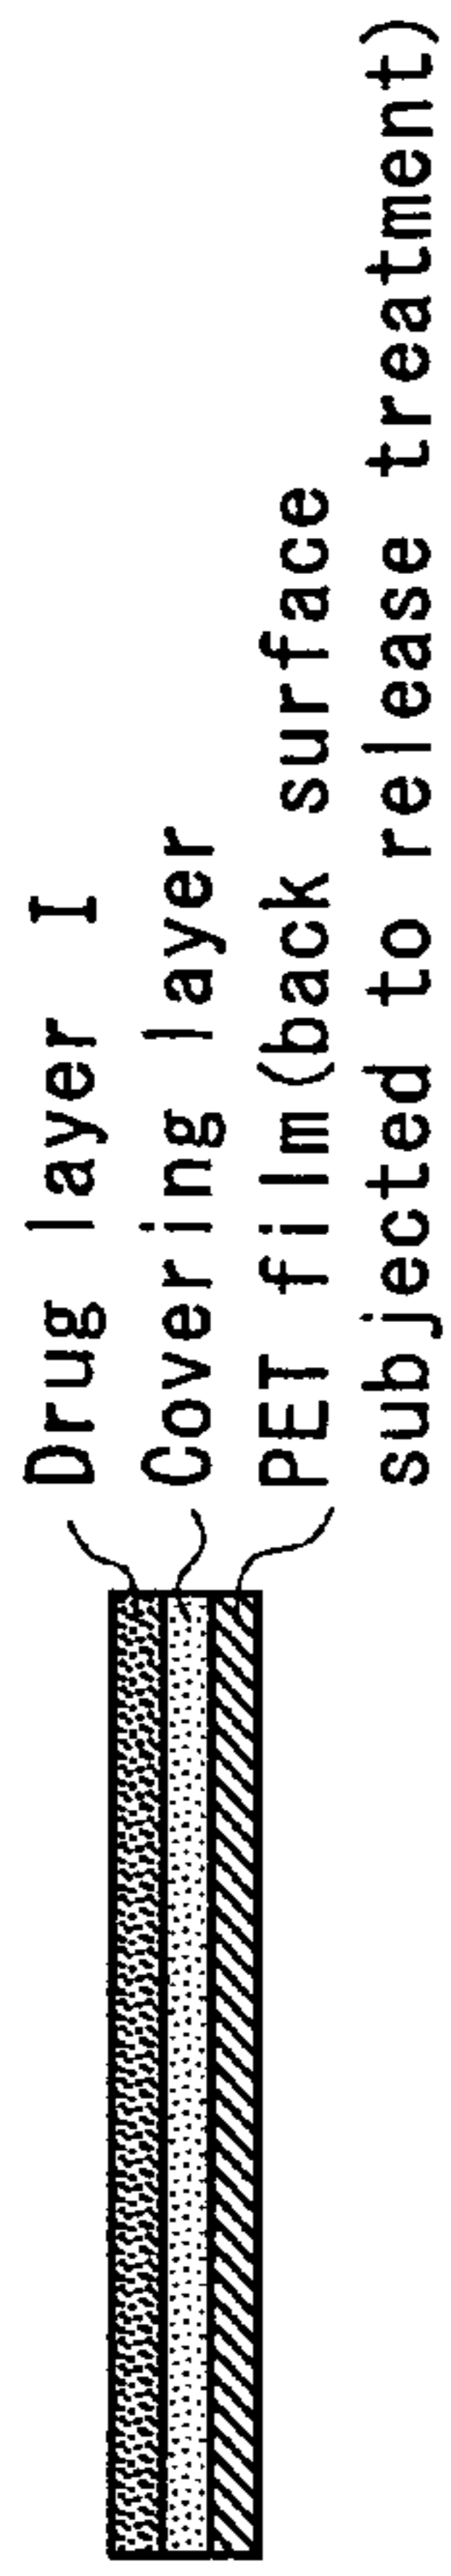 Drug layer I
Covering layer
PET film(back surface
subjected to release treatment)